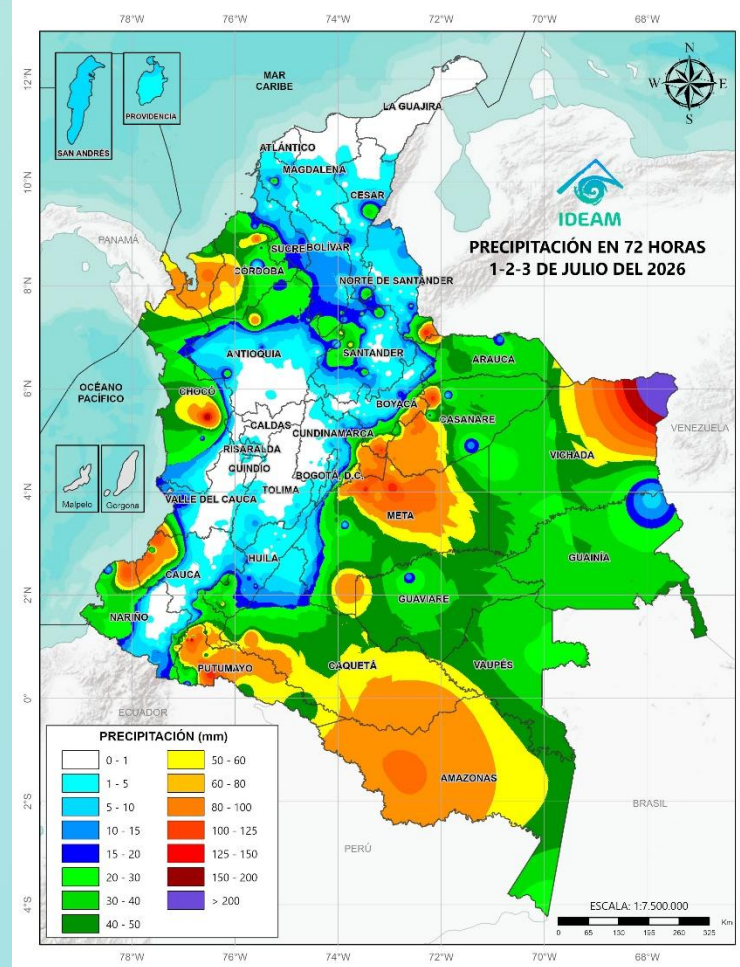 78°W 76°W 74°W 72°W 70°W 68°W
12°N
10°N
8°N
6°N
4°N
2°N
0°
2°S
4°S
MAR
CARIBE
SAN ANDRÉS
PROVIDENCIA
N
W E
S
IDEAM
PRECIPITACIÓN EN 72 HORAS
1-2-3 DE JULIO DEL 2026
LA GUAJIRA
ATLÁNTICO
MAGDALENA
CESAR
PANAMÁ
SUCRE BOLÍVAR
CÓRDOBA
NORTE DE SANTANDER
ANTIOQUIA
SANTANDER
ARAUCA
OCÉANO
PACÍFICO
CHOCÓ
BOYACÁ
CASANARE
CALDAS
CUNDINAMARCA
VENEZUELA
VICHADA
RISARALDA
QUINDÍO
BOGOTÁ, D.C.
TOLIMA
VALLE DEL CAUCA
Malpelo
Gorgona
META
HUILA
GUAINÍA
CAUCA
GUAVIARE
NARIÑO
PUTUMAYO
CAQUETÁ
VAUPÉS
ECUADOR
AMAZONAS
BRASIL
PERÚ
PRECIPITACIÓN (mm)
0 - 1
1 - 5
5 - 10
10 - 15
15 - 20
20 - 30
30 - 40
40 - 50
50 - 60
60 - 80
80 - 100
100 - 125
125 - 150
150 - 200
> 200
ESCALA: 1:7.500.000
0 65 130 195 260 325 Km
78°W 76°W 74°W 72°W 70°W 68°W